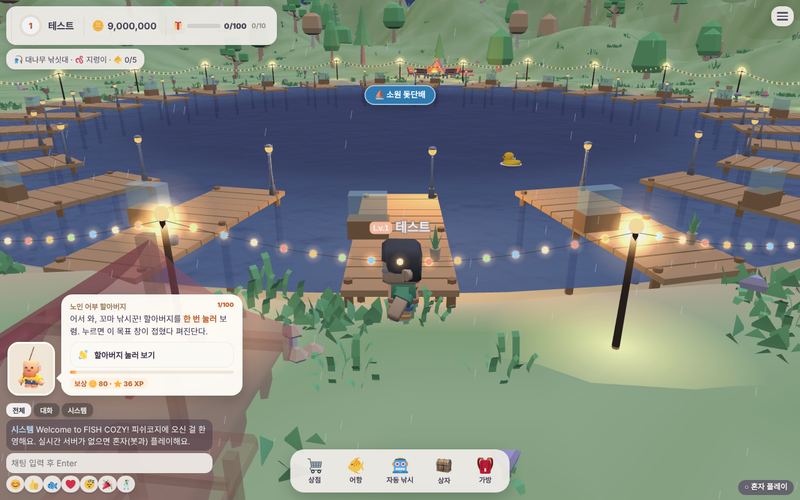 1 테스트 9,000,000 0/100 0/10
대나무 낚싯대 · 지렁이 · 0/5
소원 돛단배
Lv.1 테스트
노인 어부 할아버지 1/100
어서 와, 꼬마 낚시꾼! 할아버지를 한 번 눌러 보
렴. 누르면 이 목표 창이 접혔다 펴진단다.
할아버지 눌러 보기
보상 80 · 36 XP
전체 대화 시스템
시스템 Welcome to FISH COZY! 피쉬코지에 오신 걸 환
영해요. 실시간 서버가 없으면 혼자(봇과) 플레이해요.
채팅 입력 후 Enter
상점 어항 자동 낚시 상자 가방
혼자 플레이